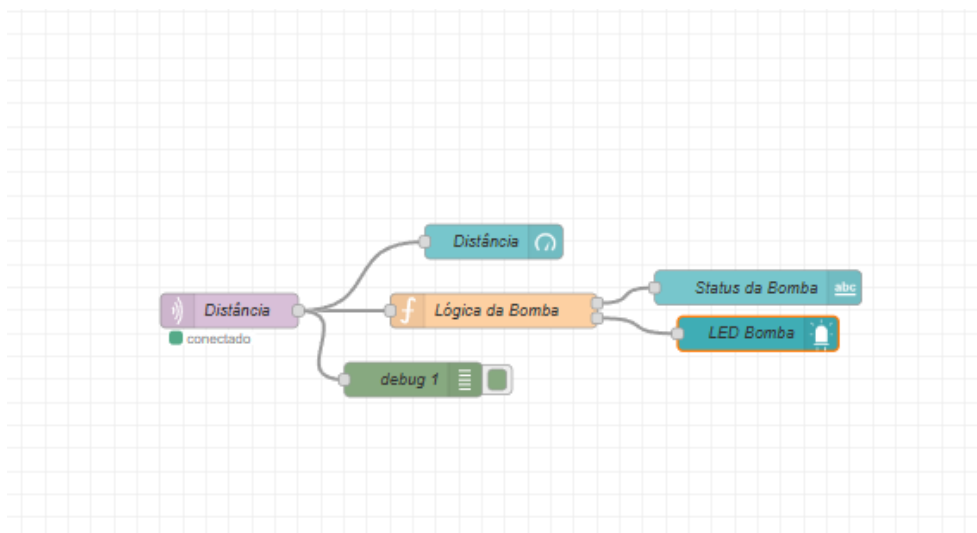 Distância
Distância
conectado
f
Lógica da Bomba
Status da Bomba
abc
LED Bomba
debug 1